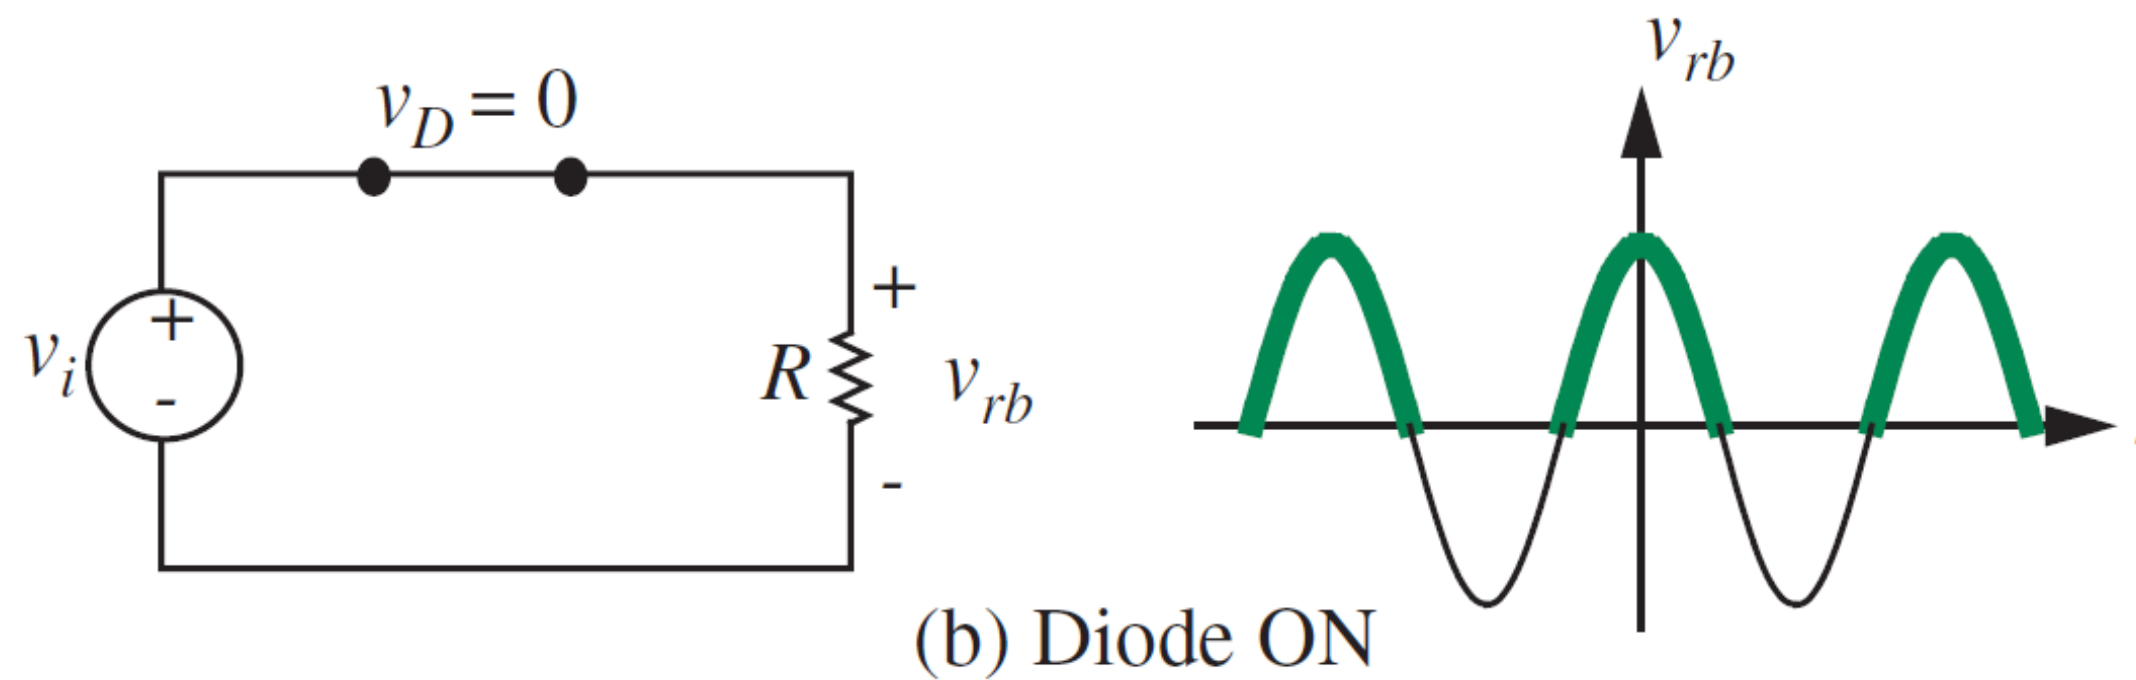 v_D = 0
v_i
+
-
R
+
v_rb
-
v_rb
(b) Diode ON